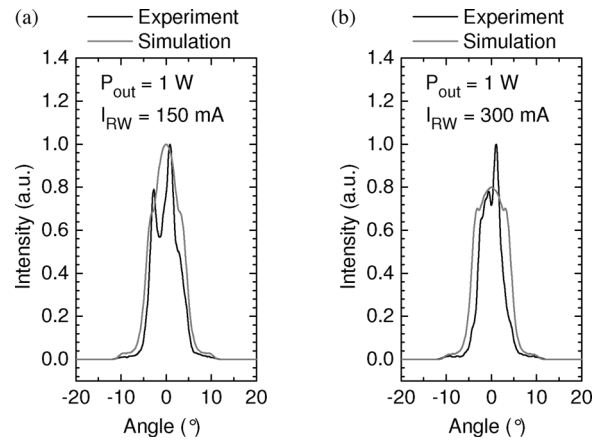 (a)
Experiment
Simulation
P_out = 1 W
I_RW = 150 mA
1.4
1.2
1.0
0.8
0.6
0.4
0.2
0.0
Intensity (a.u.)
-20 -10 0 10 20
Angle (°)
(b)
Experiment
Simulation
P_out = 1 W
I_RW = 300 mA
1.4
1.2
1.0
0.8
0.6
0.4
0.2
0.0
Intensity (a.u.)
-20 -10 0 10 20
Angle (°)